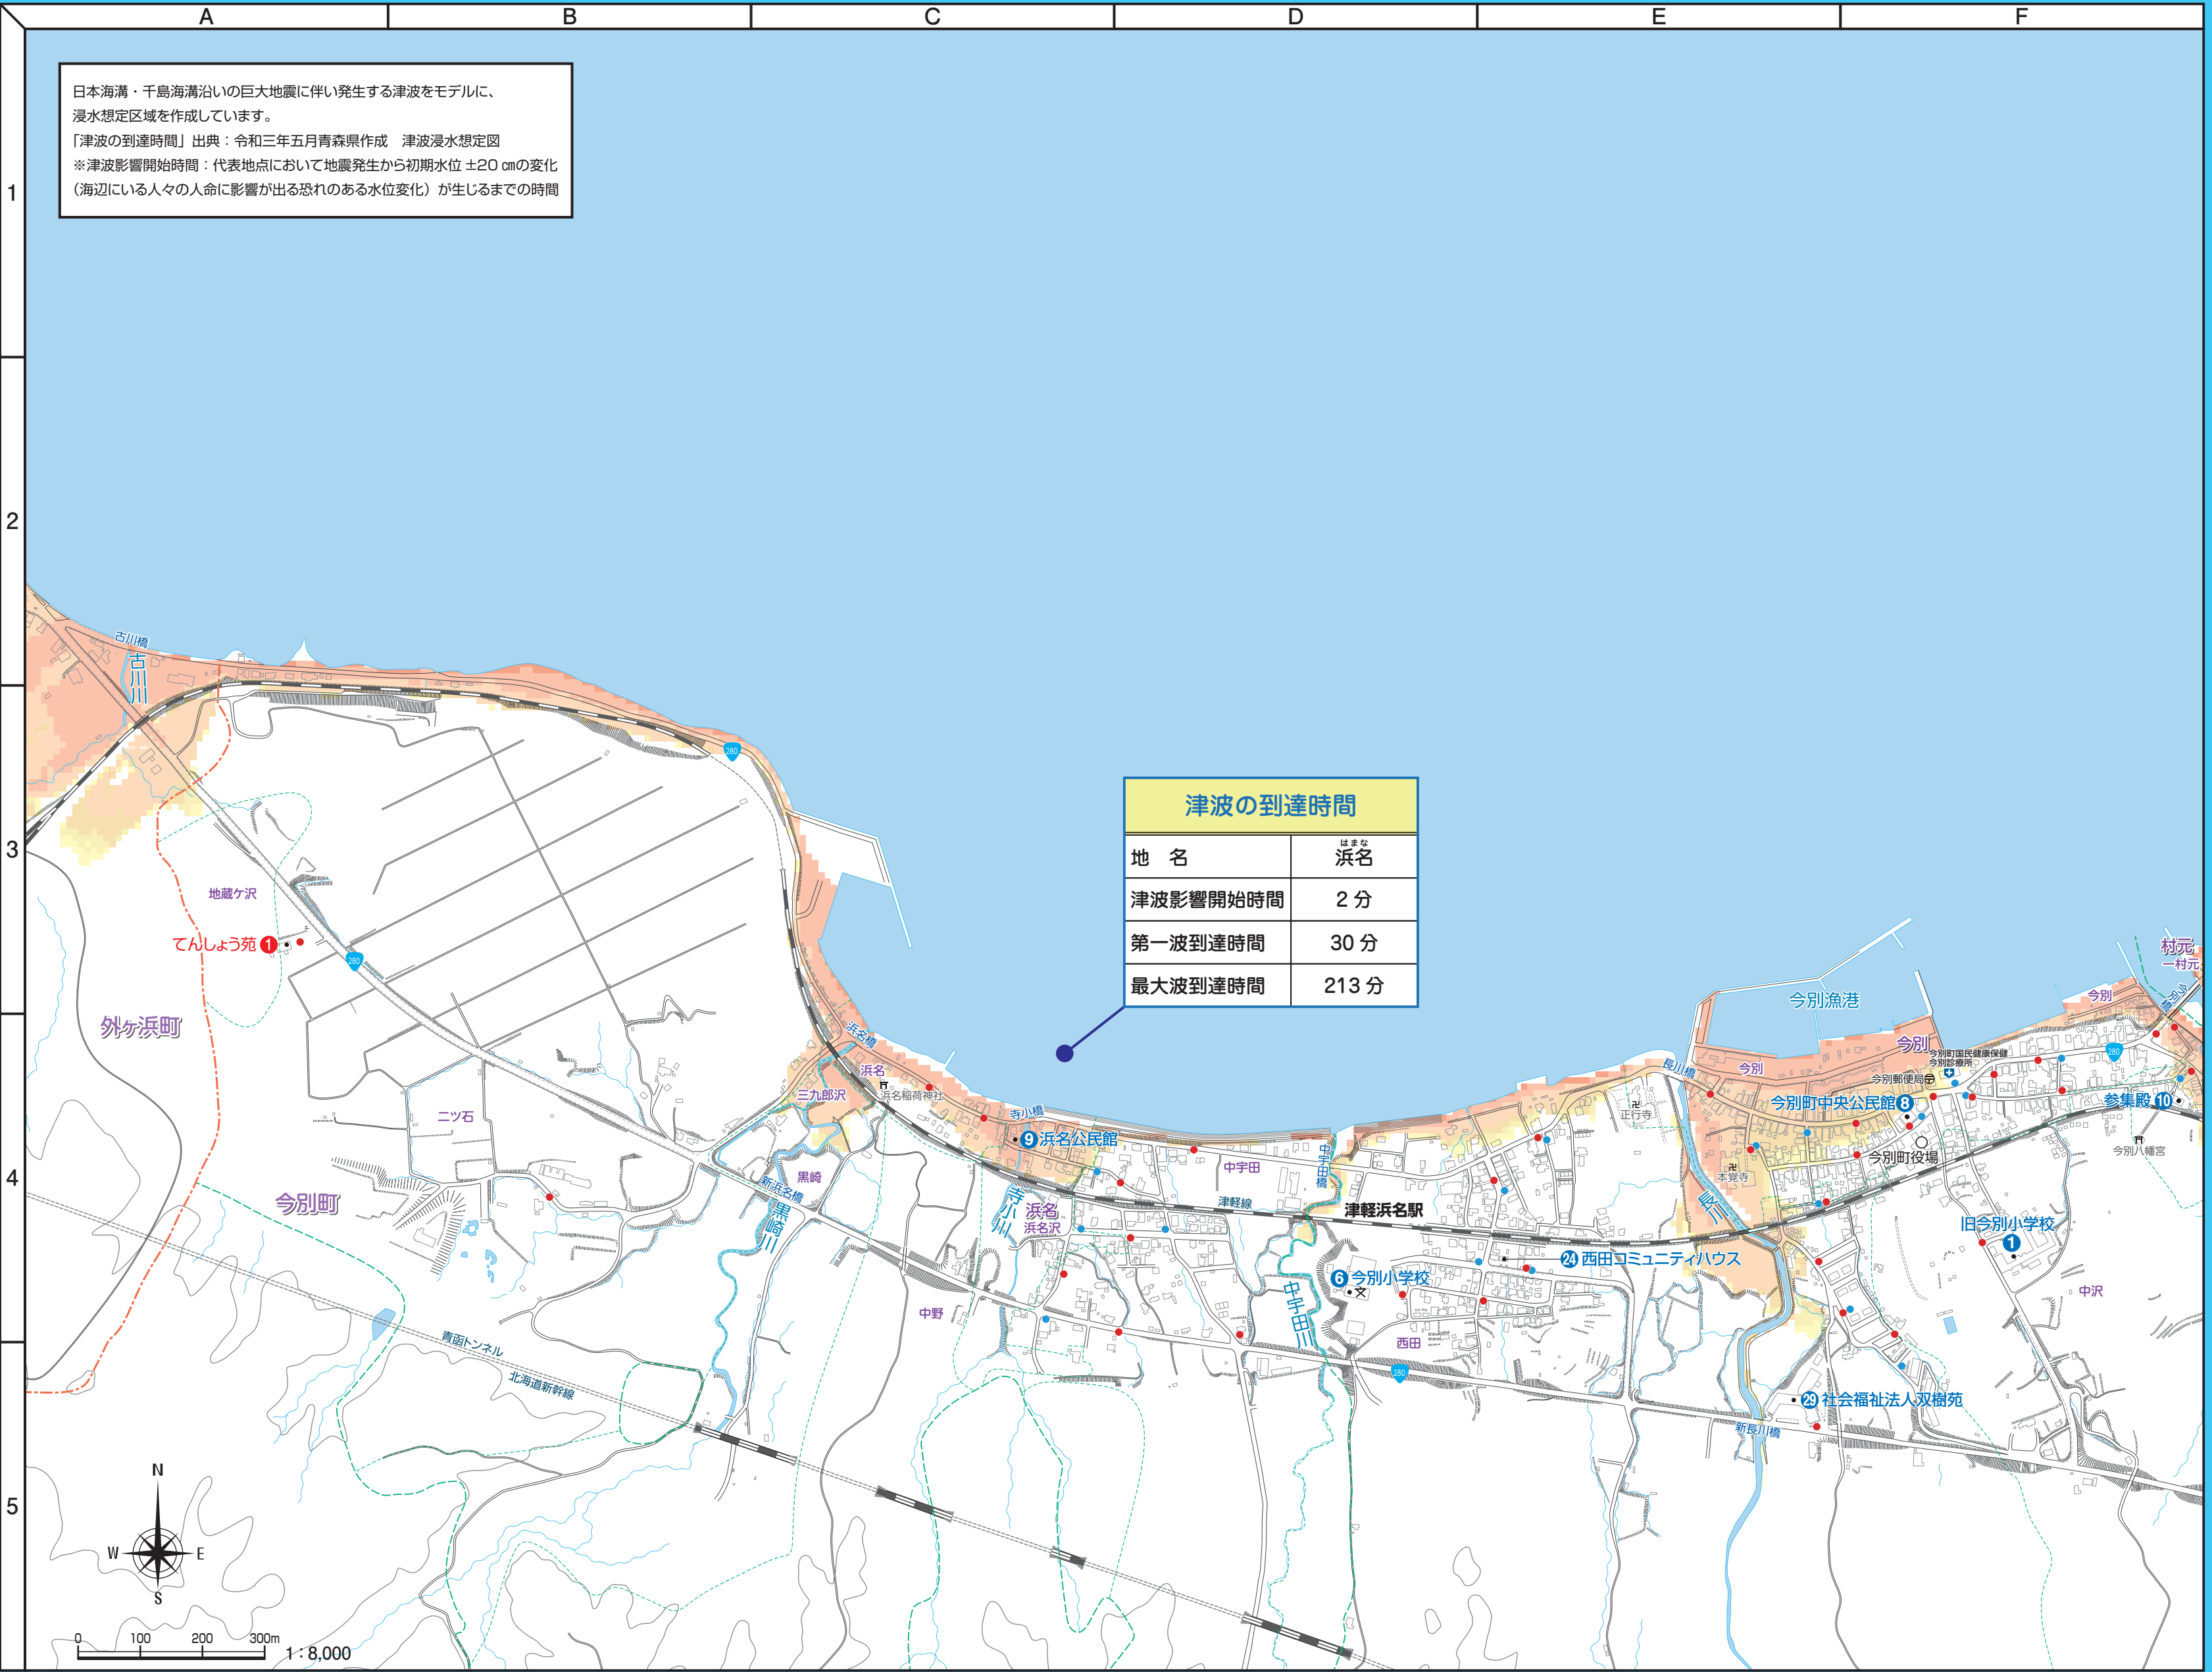 A
B
C
D
E
F
1
2
3
4
5
日本海溝・千島海溝沿いの巨大地震に伴い発生する津波をモデルに、
浸水想定区域を作成しています。
「津波の到達時間」出典：令和三年五月青森県作成　津波浸水想定図
※津波影響開始時間：代表地点において地震発生から初期水位 ±20 ㎝の変化
（海辺にいる人々の人命に影響が出る恐れのある水位変化）が生じるまでの時間
古川橋
古川川
280
津波の到達時間
地　名
はまな
浜名
津波影響開始時間
2 分
第一波到達時間
30 分
最大波到達時間
213 分
地蔵ケ沢
てんしょう苑 1
280
外ヶ浜町
今別町
二ツ石
浜名橋
浜名
三九郎沢
浜名稲荷神社
寺小橋
9 浜名公民館
黒崎
新浜名橋
黒崎川
寺小川
浜名
浜名沢
中宇田
中宇田橋
津軽線
津軽浜名駅
中野
中宇田川
6 今別小学校
文
西田
280
24 西田コミュニティハウス
長川橋
正行寺
長川
今別漁港
今別
今別
今別町国民健康保健
今別診療所
今別郵便局
今別町中央公民館 8
今別町役場
本覚寺
村元
一村元
今別
今別橋
280
参集殿 10
今別八幡宮
旧今別小学校
1
中沢
29 社会福祉法人双樹苑
新長川橋
青函トンネル
北海道新幹線
N
W
E
S
0 100 200 300m
1：8,000